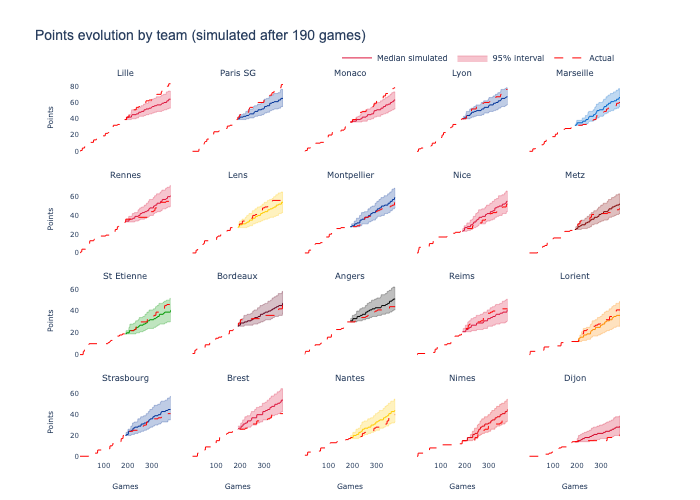 Points evolution by team (simulated after 190 games)
Median simulated 95% interval Actual
Lille Paris SG Monaco Lyon Marseille
80
60
40
20
0
Points
Rennes Lens Montpellier Nice Metz
60
40
20
0
Points
St Etienne Bordeaux Angers Reims Lorient
60
40
20
0
Points
Strasbourg Brest Nantes Nimes Dijon
60
40
20
0
Points
100 200 300 100 200 300 100 200 300 100 200 300 100 200 300
Games Games Games Games Games